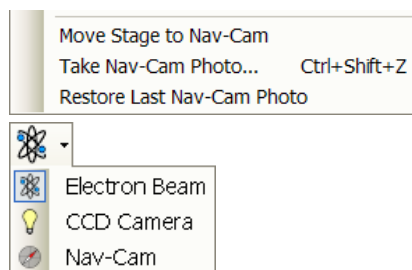 Move Stage to Nav-Cam
Take Nav-Cam Photo... Ctrl+Shift+Z
Restore Last Nav-Cam Photo
Electron Beam
CCD Camera
Nav-Cam